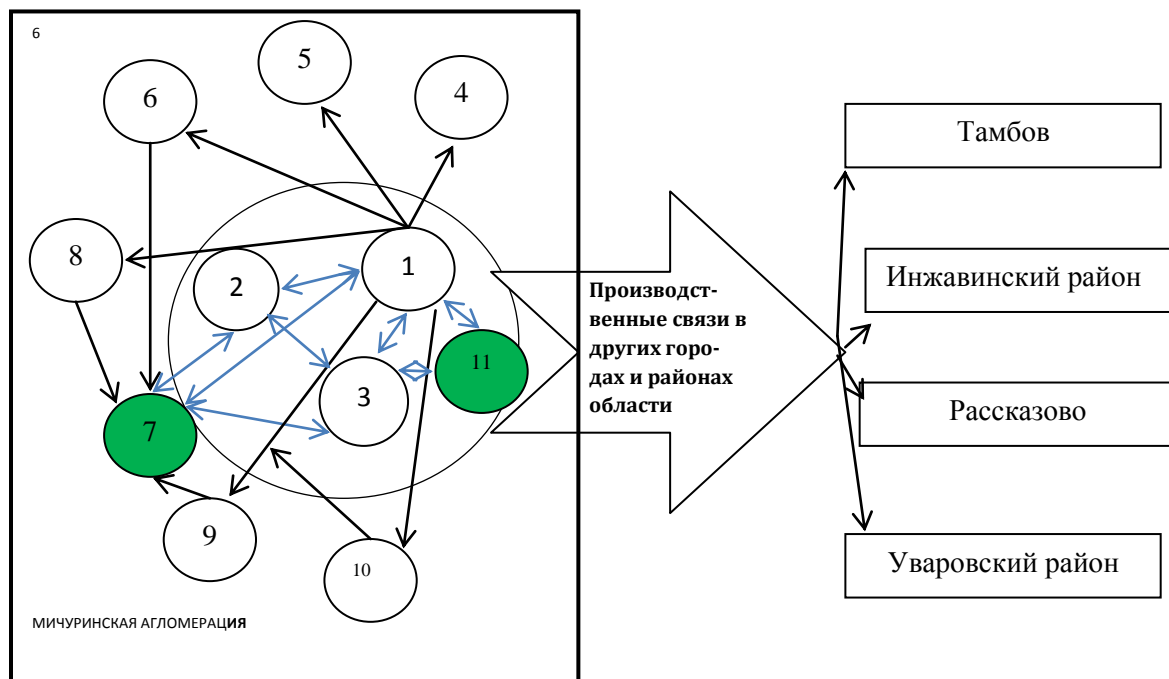 6
5
4
6
8
2
1
3
11
7
9
10
МИЧУРИНСКАЯ АГЛОМЕРАЦИЯ
Производст-
венные связи в
других горо-
дах и районах
области
Тамбов
Инжавинский район
Рассказово
Уваровский район